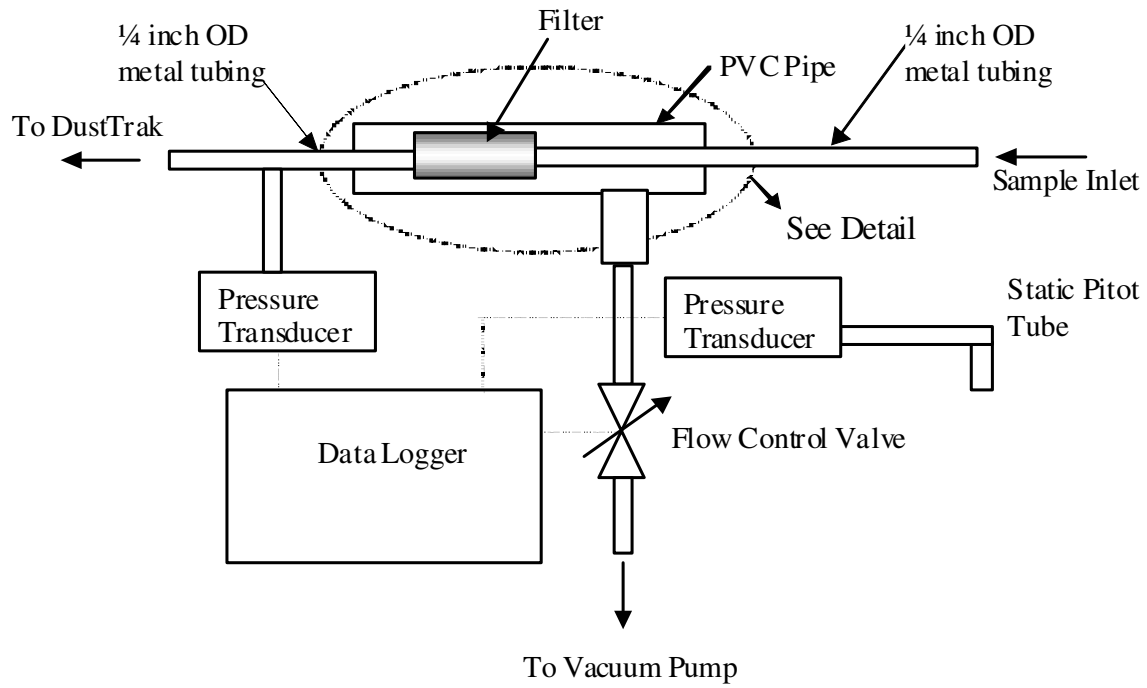 ¼ inch OD
metal tubing
Filter
PVC Pipe
¼ inch OD
metal tubing
To DustTrak
Sample Inlet
See Detail
Pressure
Transducer
Pressure
Transducer
Static Pitot
Tube
Data Logger
Flow Control Valve
To Vacuum Pump